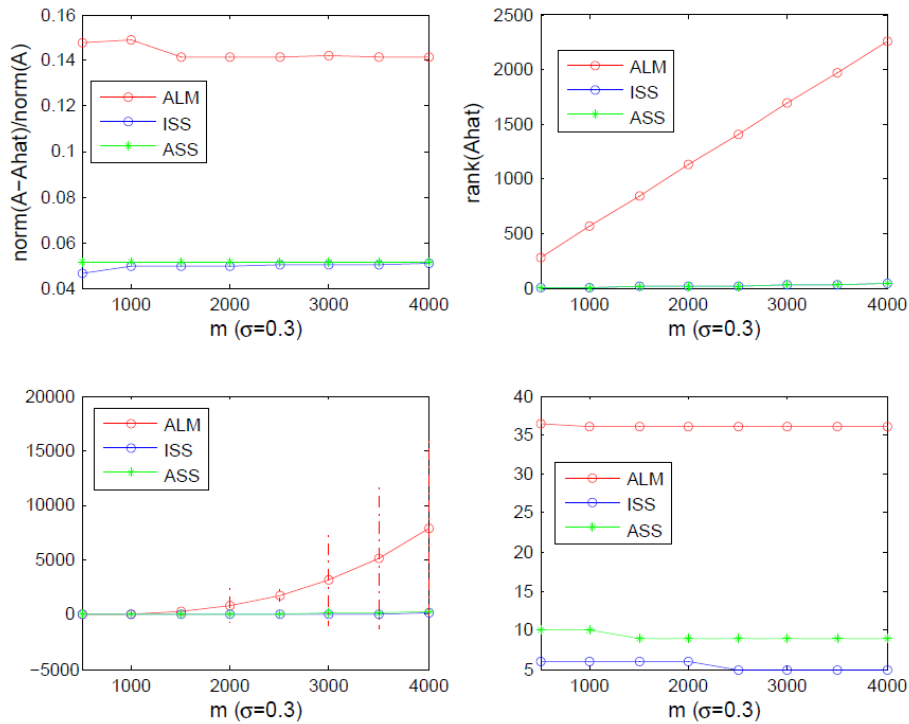 0.16
0.14
0.12
0.1
0.08
0.06
0.04
norm(A−Ahat)/norm(A)
ALM
ISS
ASS
1000 2000 3000 4000
m (σ=0.3)
2500
2000
1500
1000
500
0
rank(Ahat)
ALM
ISS
ASS
1000 2000 3000 4000
m (σ=0.3)
20000
15000
10000
5000
0
−5000
ALM
ISS
ASS
1000 2000 3000 4000
m (σ=0.3)
40
35
30
25
20
15
10
5
ALM
ISS
ASS
1000 2000 3000 4000
m (σ=0.3)